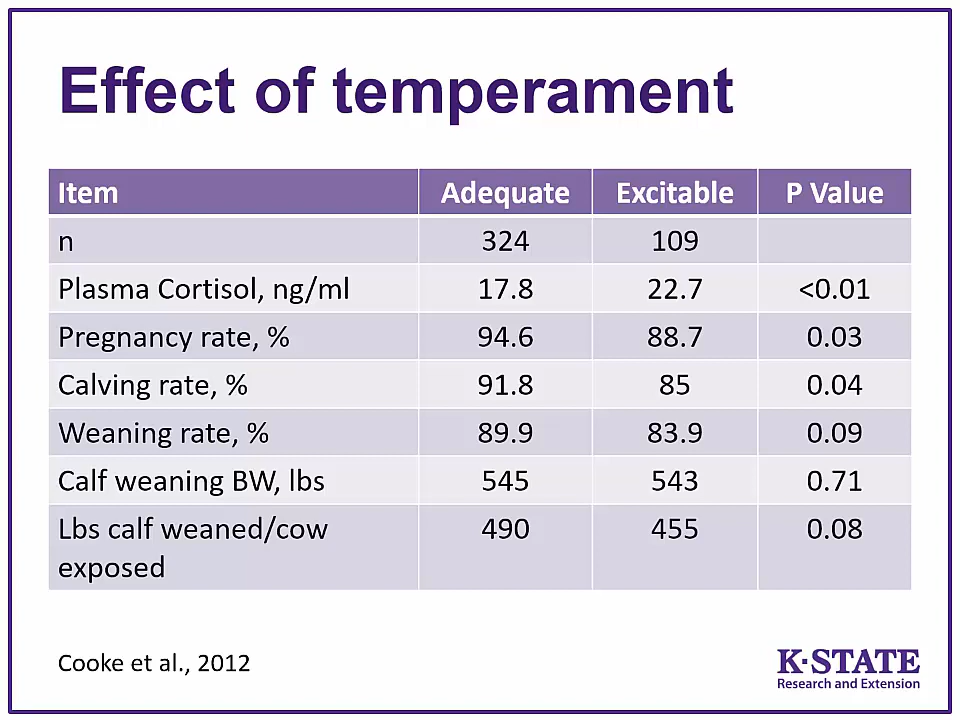 Effect of temperament
Item Adequate Excitable P Value
n 324 109
Plasma Cortisol, ng/ml 17.8 22.7 <0.01
Pregnancy rate, % 94.6 88.7 0.03
Calving rate, % 91.8 85 0.04
Weaning rate, % 89.9 83.9 0.09
Calf weaning BW, lbs 545 543 0.71
Lbs calf weaned/cow 490 455 0.08
exposed
Cooke et al., 2012
K-STATE
Research and Extension